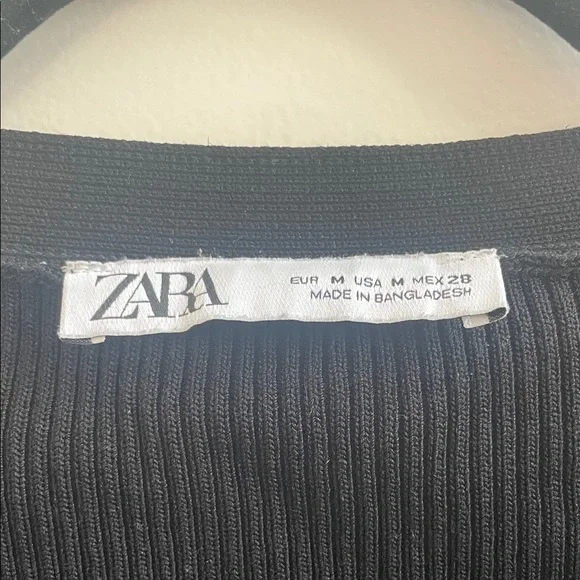 ZARA
EUR M USA M MEX 28
MADE IN BANGLADESH